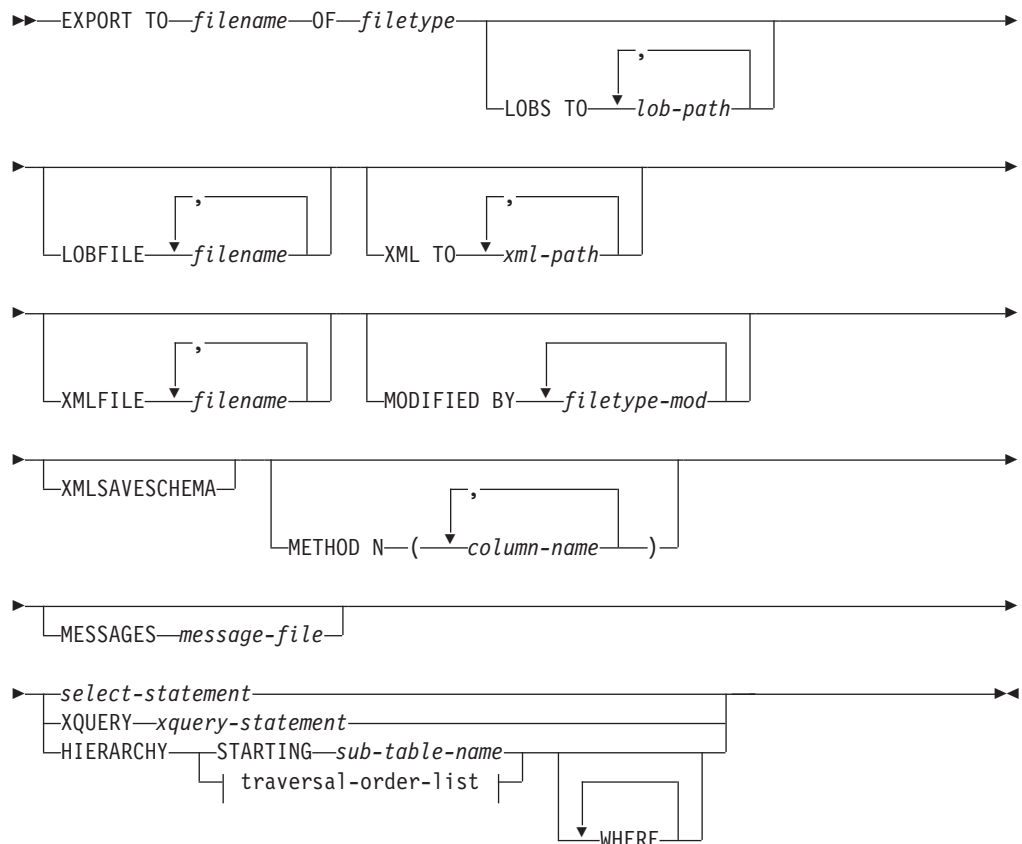 EXPORT TO filename OF filetype
,
LOBS TO lob-path
, ,
LOBFILE filename XML TO xml-path
,
XMLFILE filename MODIFIED BY filetype-mod
XMLSAVESCHEMA
,
METHOD N ( column-name )
MESSAGES message-file
select-statement
XQUERY xquery-statement
HIERARCHY STARTING sub-table-name
traversal-order-list
WHERE